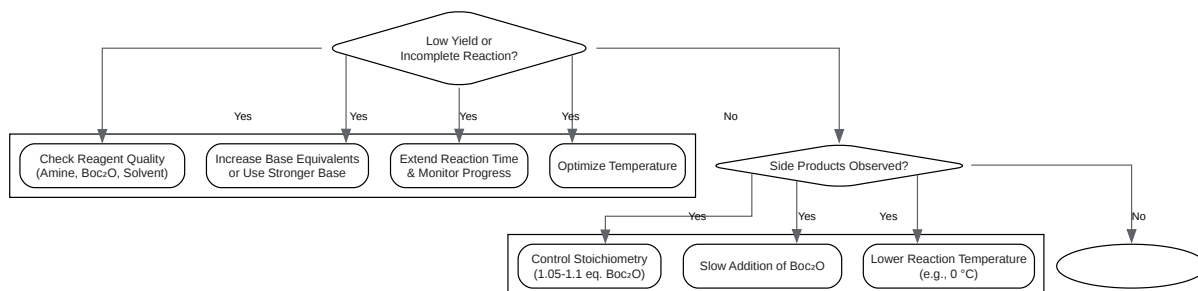 Low Yield or
Incomplete Reaction?
Yes
Yes
Yes
Yes
No
Check Reagent Quality
(Amine, Boc₂O, Solvent)
Increase Base Equivalents
or Use Stronger Base
Extend Reaction Time
& Monitor Progress
Optimize Temperature
Side Products Observed?
Yes
Yes
Yes
No
Control Stoichiometry
(1.05-1.1 eq. Boc₂O)
Slow Addition of Boc₂O
Lower Reaction Temperature
(e.g., 0 °C)